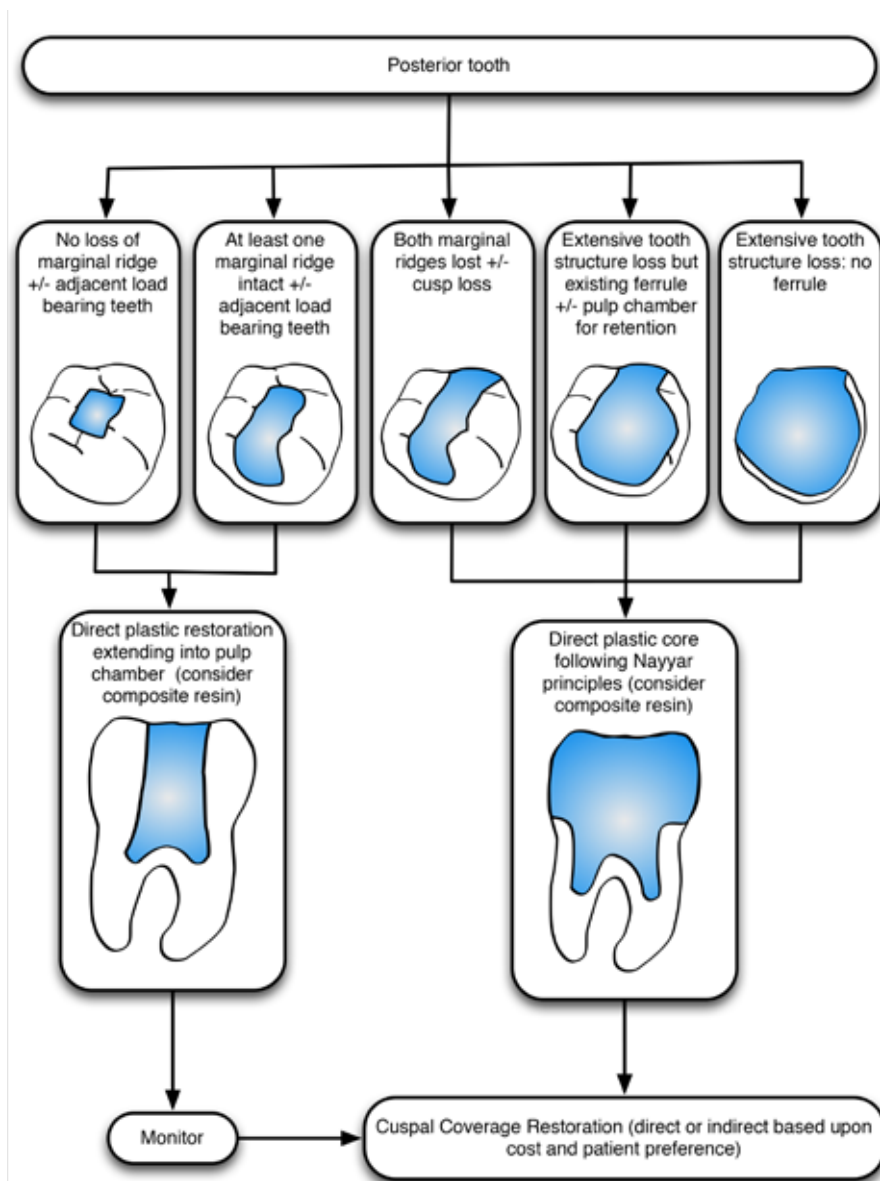 Posterior tooth
No loss of
marginal ridge
+/- adjacent load
bearing teeth
At least one
marginal ridge
intact +/-
adjacent load
bearing teeth
Both marginal
ridges lost +/-
cusp loss
Extensive tooth
structure loss but
existing ferrule
+/- pulp chamber
for retention
Extensive tooth
structure loss: no
ferrule
Direct plastic restoration
extending into pulp
chamber (consider
composite resin)
Direct plastic core
following Nayyar
principles (consider
composite resin)
Monitor
Cuspal Coverage Restoration (direct or indirect based upon
cost and patient preference)